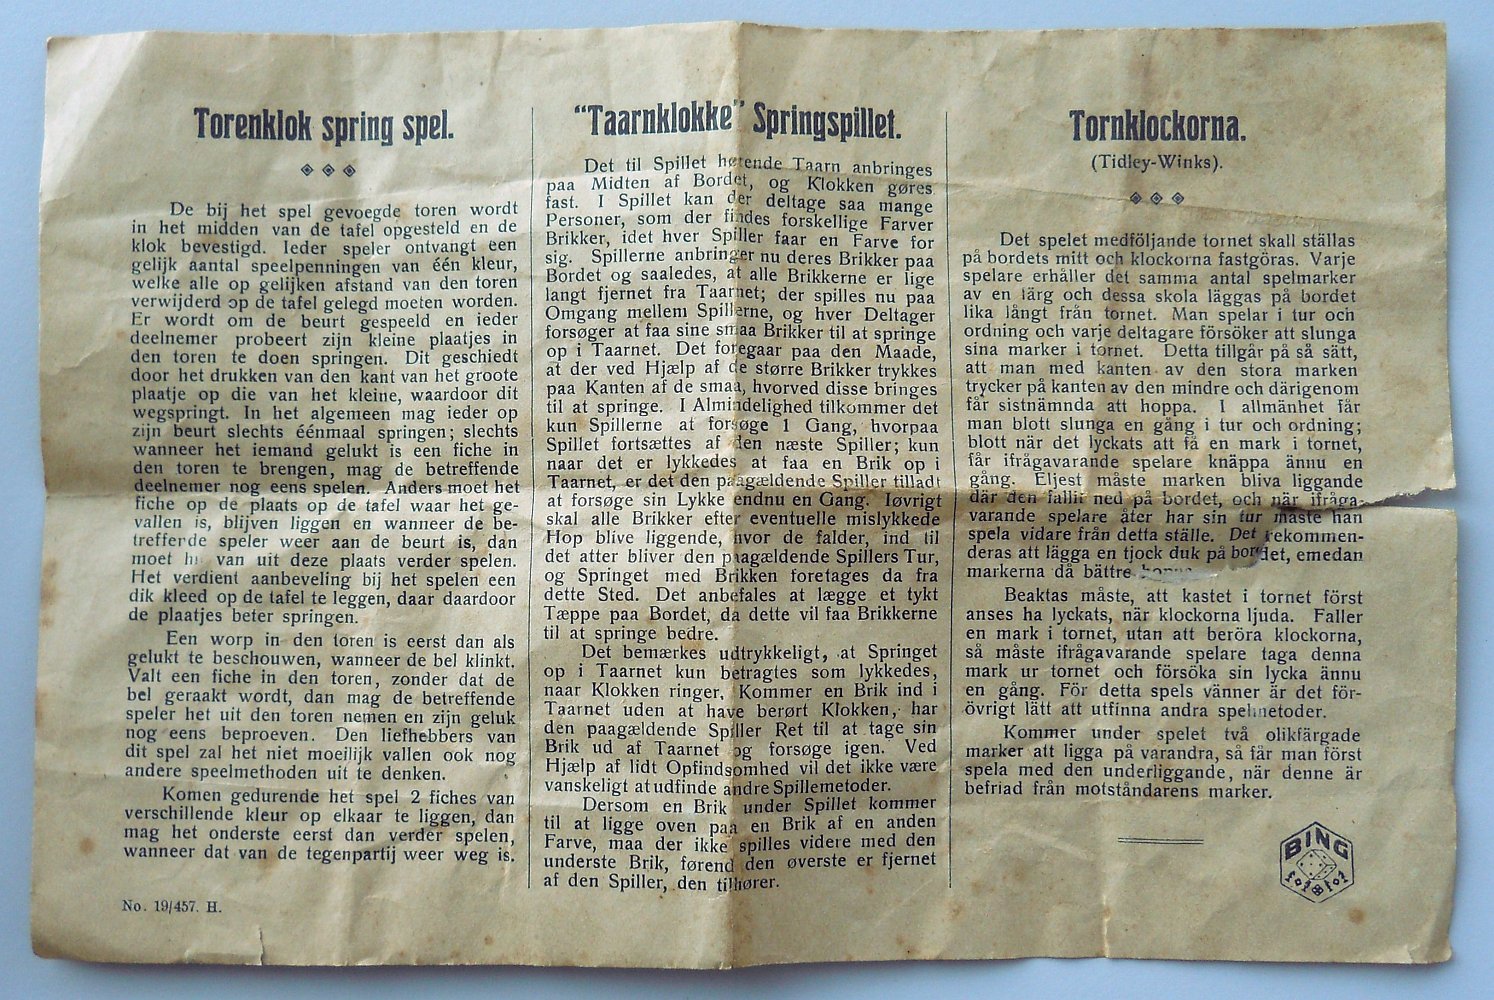 Torenklok spring spel.
De bij het spel gevoegde toren wordt
in het midden van de tafel opgesteld en de
klok bevestigd. Ieder speler ontvangt een
gelijk aantal speelpenningen van één kleur,
welke alle op gelijken afstand van den toren
verwijderd op de tafel gelegd moeten worden.
Er wordt om de beurt gespeeld en ieder
deelnemer probeert zijn kleine plaatjes in
den toren te doen springen. Dit geschiedt
door het drukken van den kant van het groote
plaatje op die van het kleine, waardoor dit
wegspringt. In het algemeen mag ieder op
zijn beurt slechts éénmaal springen; slechts
wanneer het iemand gelukt is een fiche in
den toren te brengen, mag de betreffende
deelnemer nog eens spelen. Anders moet het
fiche op de plaats op de tafel waar het ge-
vallen is, blijven liggen en wanneer de be-
trefferde speler weer aan de beurt is, dan
moet van uit deze plaats verder spelen.
Het verdient aanbeveling bij het spelen een
dik kleed op de tafel te leggen, daar daardoor
de plaatjes beter springen.
Een worp in den toren is eerst dan als
gelukt te beschouwen, wanneer de bel klinkt.
Valt een fiche in den toren, zonder dat de
bel geraakt wordt, dan mag de betreffende
speler het uit den toren nemen en zijn geluk
nog eens beproeven. Den liefhebbers van
dit spel zal het niet moeilijk vallen ook nog
andere speelmethoden uit te denken.
Komen gedurende het spel 2 fiches van
verschillende kleur op elkaar te liggen, dan
mag het onderste eerst dan verder spelen,
wanneer dat van de tegenpartij weer weg is.
No. 19/457. H.
"Taarnklokke" Springspillet.
Det til Spillet hørende Taarn anbringes
paa Midten af Bordet, og Klokken gøres
fast. I Spillet kan der deltage saa mange
Personer, som der findes forskellige Farver
Brikker, idet hver Spiller faar en Farve for
sig. Spillerne anbringer nu deres Brikker paa
Bordet og saaledes, at alle Brikkerne er lige
langt fjernet fra Taarnet; der spilles nu paa
Omgang mellem Spillerne, og hver Deltager
forsøger at faa sine smaa Brikker til at springe
op i Taarnet. Det foregaar paa den Maade,
at der ved Hjælp af de større Brikker trykkes
paa Kanten af de smaa, hvorved disse bringes
til at springe. I Almindelighed tilkommer det
kun Spillerne at forsøge 1 Gang, hvorpaa
Spillet fortsættes af den næste Spiller; kun
naar det er lykkedes at faa en Brik op i
Taarnet, er det den paagældende Spiller tilladt
at forsøge sin Lykke endnu en Gang. Iøvrigt
skal alle Brikker efter eventuelle mislykkede
Hop blive liggende, hvor de falder, ind til
det atter bliver den paagældende Spillers Tur,
og Springet med Brikken foretages da fra
dette Sted. Det anbefales at lægge et tykt
Tæppe paa Bordet, da dette vil faa Brikkerne
til at springe bedre.
Det bemærkes udtrykkeligt, at Springet
op i Taarnet kun betragtes som lykkedes,
naar Klokken ringer. Kommer en Brik ind i
Taarnet uden at have berørt Klokken, har
den paagældende Spiller Ret til at tage sin
Brik ud af Taarnet og forsøge igen. Ved
Hjælp af lidt Opfindsomhed vil det ikke være
vanskeligt at udfinde andre Spillemetoder.
Dersom en Brik under Spillet kommer
til at ligge oven paa en Brik af en anden
Farve, maa der ikke spilles videre med den
underste Brik, førend den øverste er fjernet
af den Spiller, den tilhører.
Tornklockorna.
(Tidley-Winks).
Det spelet medföljande tornet skall ställas
på bordets mitt och klockorna fastgöras. Varje
spelare erhåller det samma antal spelmarker
av en färg och dessa skola läggas på bordet
lika långt från tornet. Man spelar i tur och
ordning och varje deltagare försöker att slunga
sina marker i tornet. Detta tillgår på så sätt,
att man med kanten av den stora marken
trycker på kanten av den mindre och därigenom
får sistnämnda att hoppa. I allmänhet får
man blott slunga en gång i tur och ordning;
blott när det lyckats att få en mark i tornet,
får ifrågavarande spelare knäppa ännu en
gång. Eljest måste marken bliva liggande
där den fallit ned på bordet, och när ifråga-
varande spelare åter har sin tur måste han
spela vidare från detta ställe. Det rekommen-
deras att lägga en tjock duk på bordet, emedan
markerna då bättre
Beaktas måste, att kastet i tornet först
anses ha lyckats, när klockorna ljuda. Faller
en mark i tornet, utan att beröra klockorna,
så måste ifrågavarande spelare taga denna
mark ur tornet och försöka sin lycka ännu
en gång. För detta spels vänner är det för-
övrigt lätt att utfinna andra spelmetoder.
Kommer under spelet två olikfärgade
marker att ligga på varandra, så får man först
spela med den underliggande, när denne är
befriad från motståndarens marker.
BING